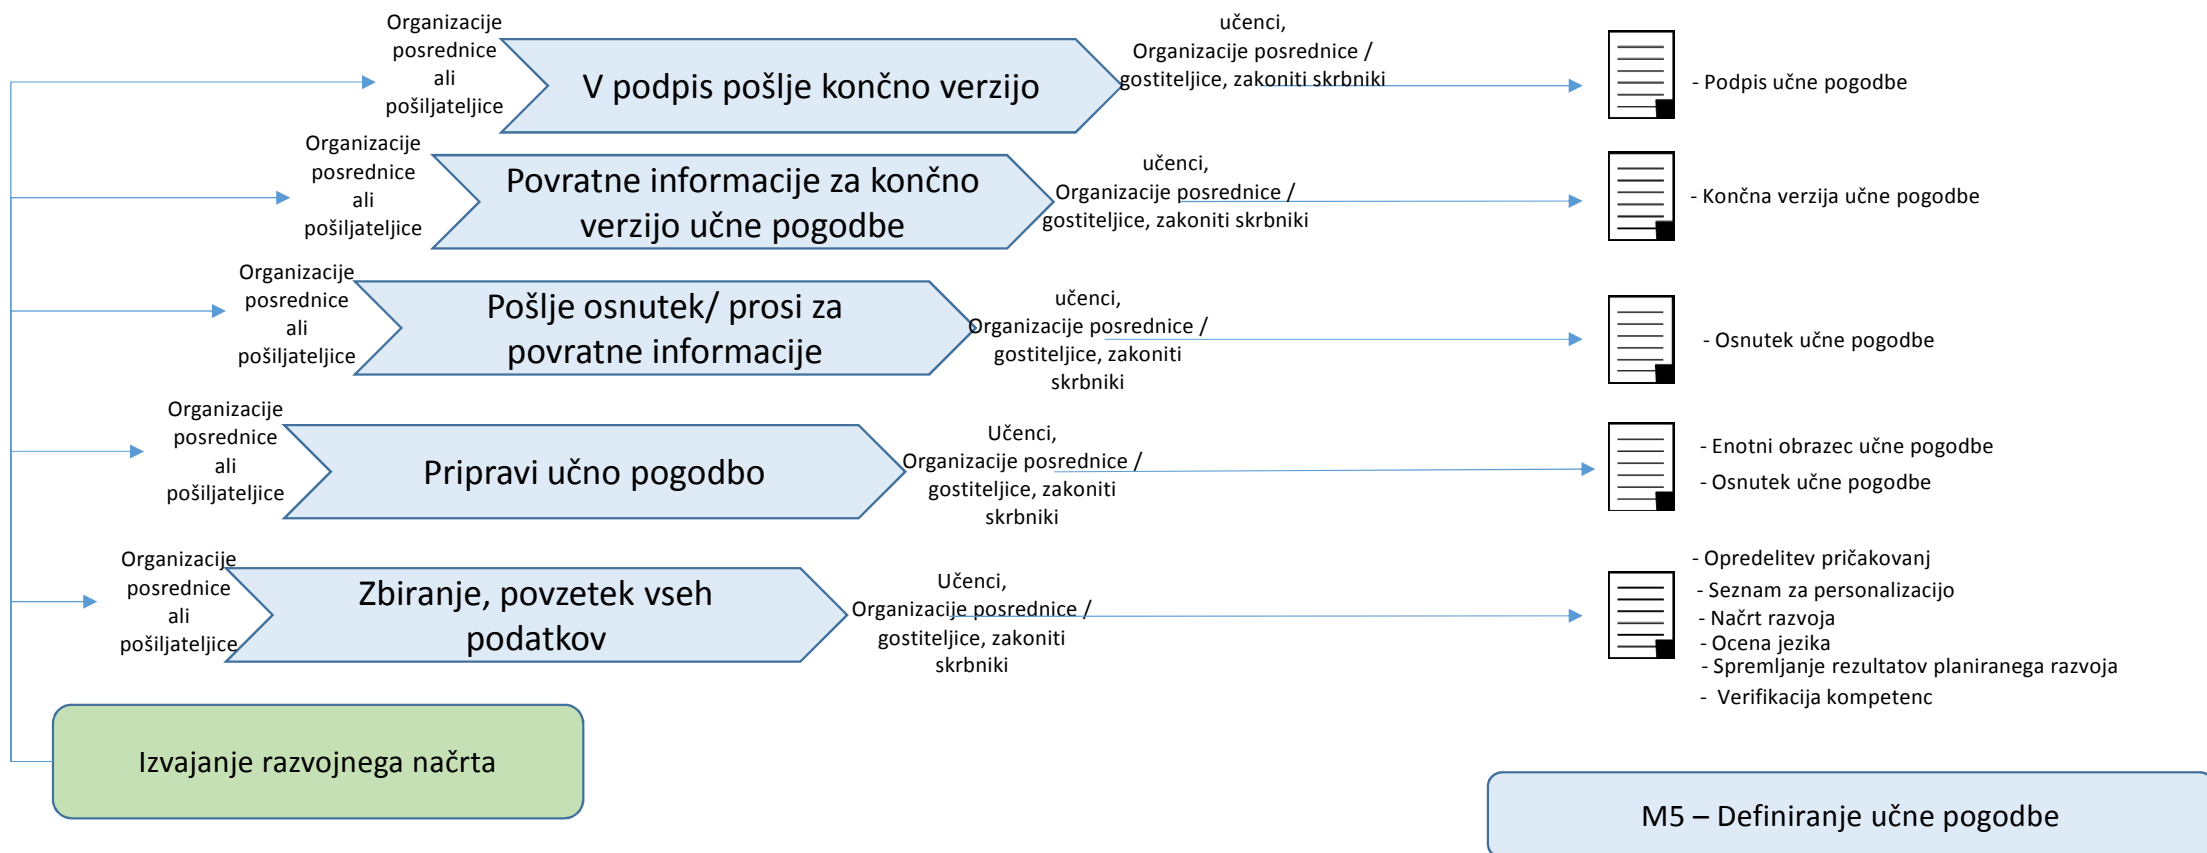 Organizacije
posrednice
ali
pošiljateljice
V podpis pošlje končno verzijo
učenci,
Organizacije posrednice /
gostiteljice, zakoniti skrbniki
- Podpis učne pogodbe
Organizacije
posrednice
ali
pošiljateljice
Povratne informacije za končno
verzijo učne pogodbe
učenci,
Organizacije posrednice /
gostiteljice, zakoniti skrbniki
- Končna verzija učne pogodbe
Organizacije
posrednice
ali
pošiljateljice
Pošlje osnutek/ prosi za
povratne informacije
učenci,
Organizacije posrednice /
gostiteljice, zakoniti
skrbniki
- Osnutek učne pogodbe
Organizacije
posrednice
ali
pošiljateljice
Pripravi učno pogodbo
Učenci,
Organizacije posrednice /
gostiteljice, zakoniti
skrbniki
- Enotni obrazec učne pogodbe
- Osnutek učne pogodbe
Organizacije
posrednice
ali
pošiljateljice
Zbiranje, povzetek vseh
podatkov
Učenci,
Organizacije posrednice /
gostiteljice, zakoniti
skrbniki
- Opredelitev pričakovanj
- Seznam za personalizacijo
- Načrt razvoja
- Ocena jezika
- Spremljanje rezultatov planiranega razvoja
- Verifikacija kompetenc
Izvajanje razvojnega načrta
M5 – Definiranje učne pogodbe